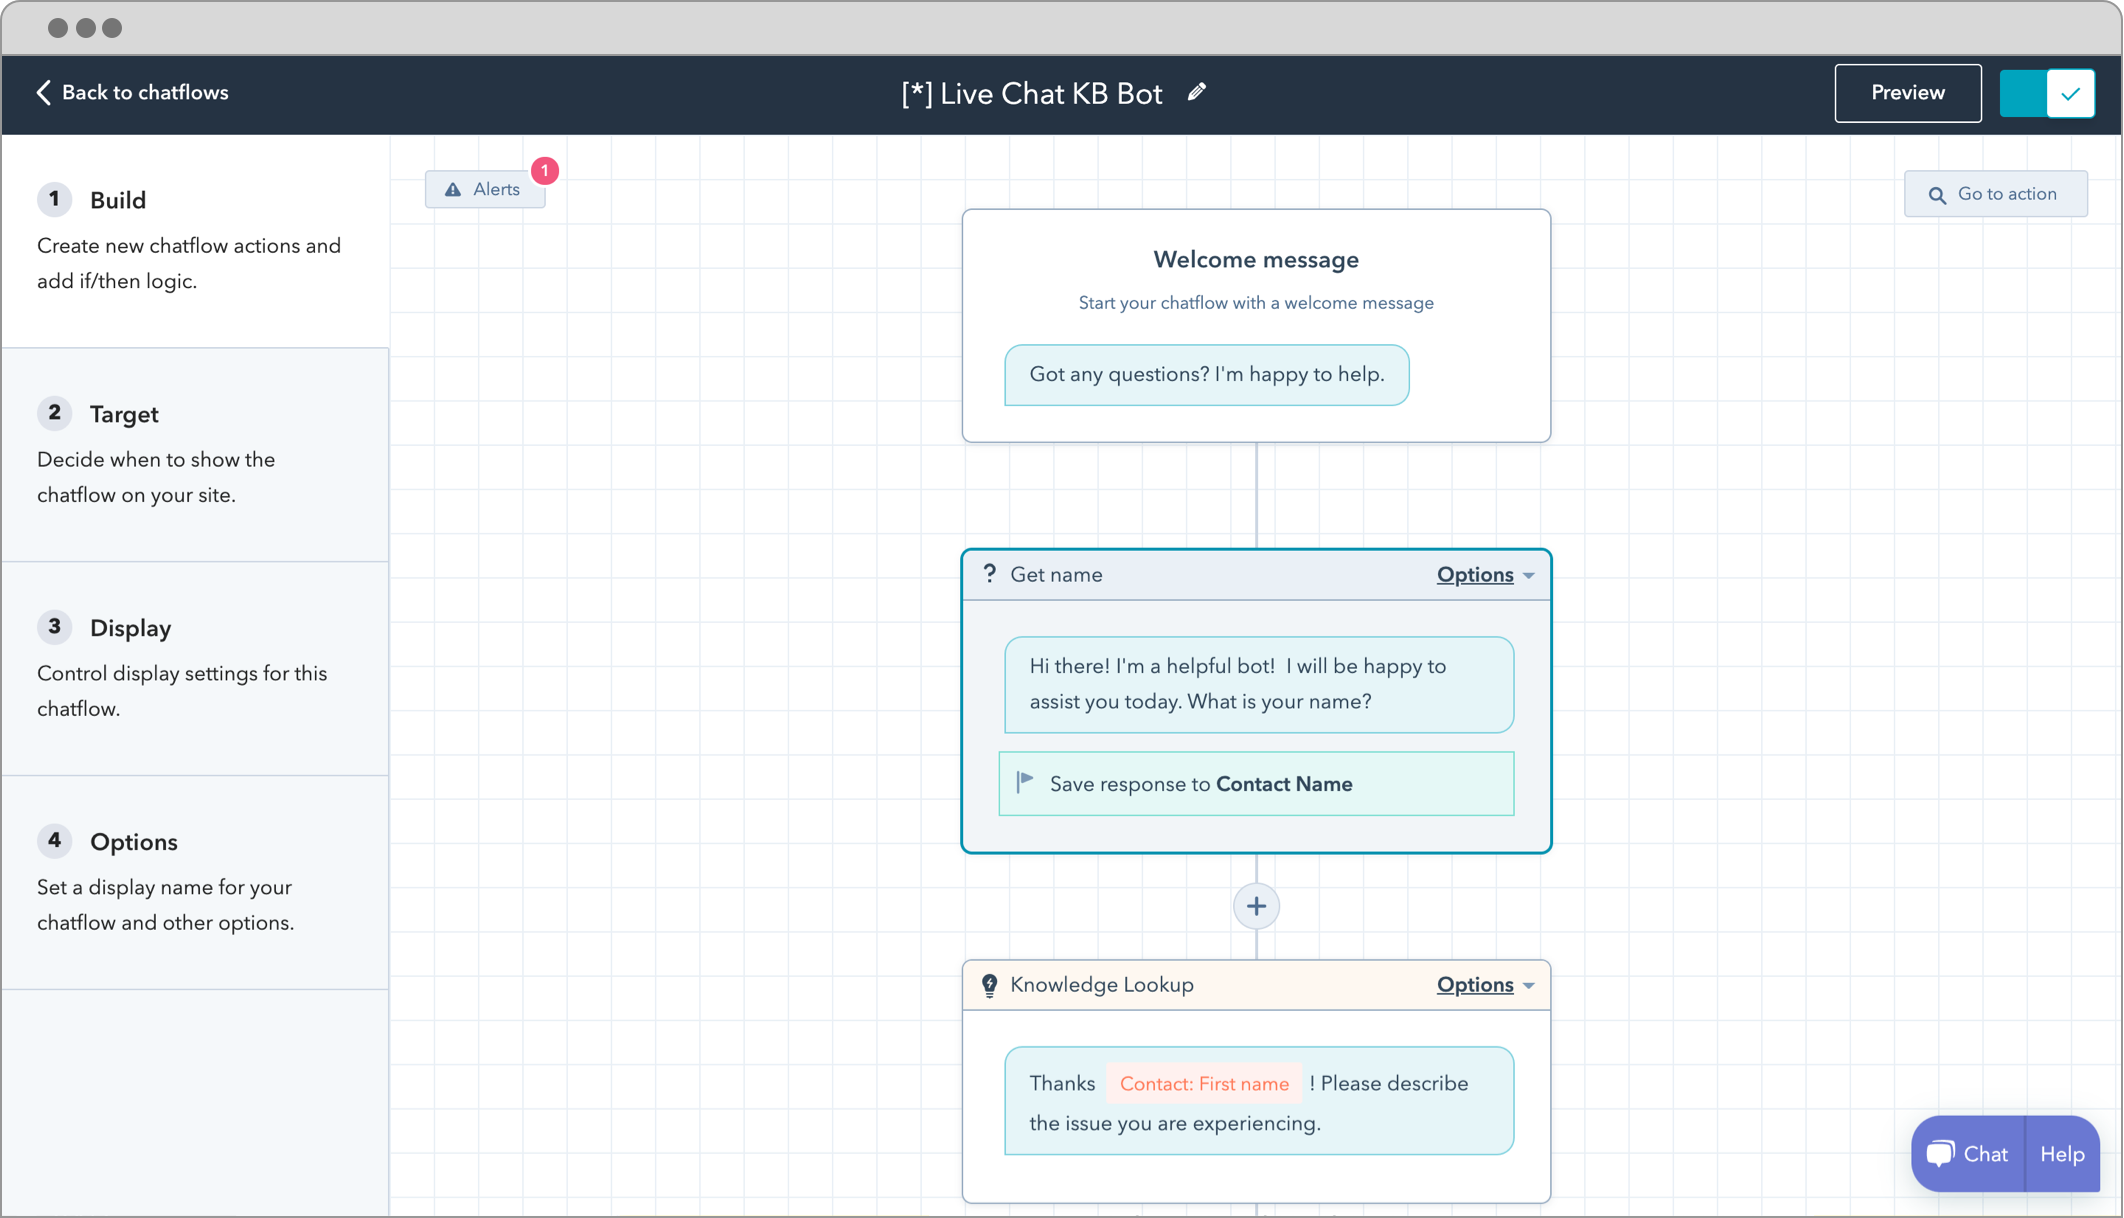 Back to chatflows
[*] Live Chat KB Bot
Preview
1 Build
Create new chatflow actions and
add if/then logic.
2 Target
Decide when to show the
chatflow on your site.
3 Display
Control display settings for this
chatflow.
4 Options
Set a display name for your
chatflow and other options.
Alerts
1
Go to action
Welcome message
Start your chatflow with a welcome message
Got any questions? I'm happy to help.
? Get name
Options
Hi there! I'm a helpful bot!  I will be happy to
assist you today. What is your name?
Save response to Contact Name
+
Knowledge Lookup
Options
Thanks Contact: First name ! Please describe
the issue you are experiencing.
Chat
Help